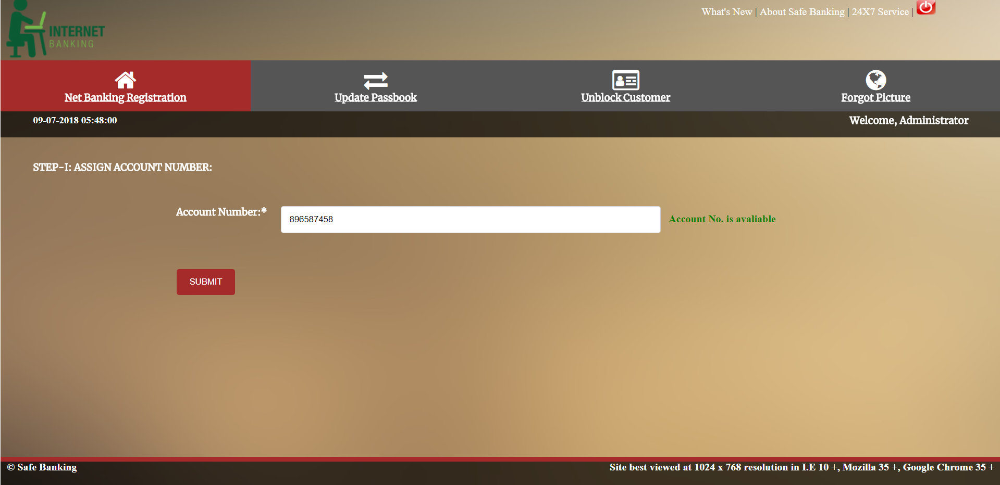 What's New | About Safe Banking | 24X7 Service |
INTERNET
BANKING
Net Banking Registration
Update Passbook
Unblock Customer
Forgot Picture
09-07-2018 05:48:00
Welcome, Administrator
STEP-I: ASSIGN ACCOUNT NUMBER:
Account Number:*
896587458
Account No. is avaliable
SUBMIT
© Safe Banking
Site best viewed at 1024 x 768 resolution in I.E 10 +, Mozilla 35 +, Google Chrome 35 +